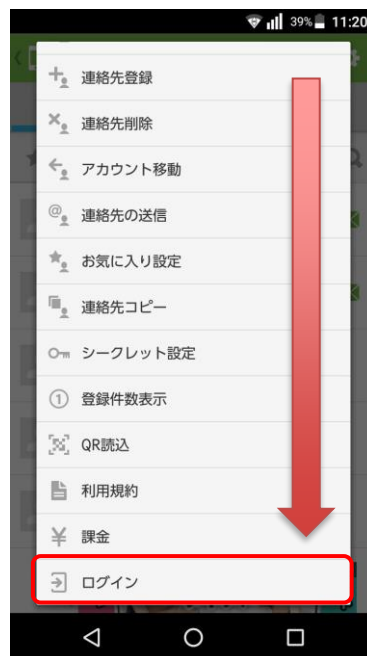 39% 11:20
連絡先登録
連絡先削除
アカウント移動
連絡先の送信
お気に入り設定
連絡先コピー
シークレット設定
登録件数表示
QR読込
利用規約
課金
ログイン